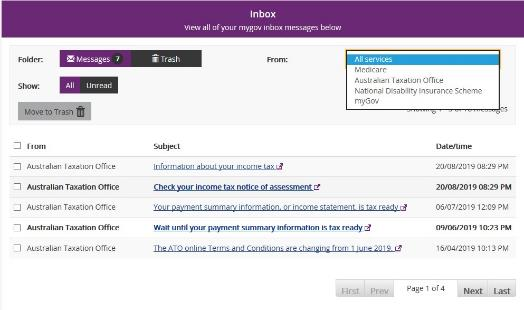 Inbox
View all of your mygov inbox messages below
Folder: Messages 7 Trash From: All services
Medicare
Australian Taxation Office
National Disability Insurance Scheme
myGov
Show: All Unread
Move to Trash messages
From Subject Date/time
Australian Taxation Office Information about your income tax 20/08/2019 08:29 PM
Australian Taxation Office Check your income tax notice of assessment 20/08/2019 08:29 PM
Australian Taxation Office Your payment summary information, or income statement, is tax ready 06/07/2019 12:09 PM
Australian Taxation Office Wait until your payment summary information is tax ready 09/06/2019 10:23 PM
Australian Taxation Office The ATO online Terms and Conditions are changing from 1 June 2019. 16/04/2019 10:13 PM
First Prev Page 1 of 4 Next Last